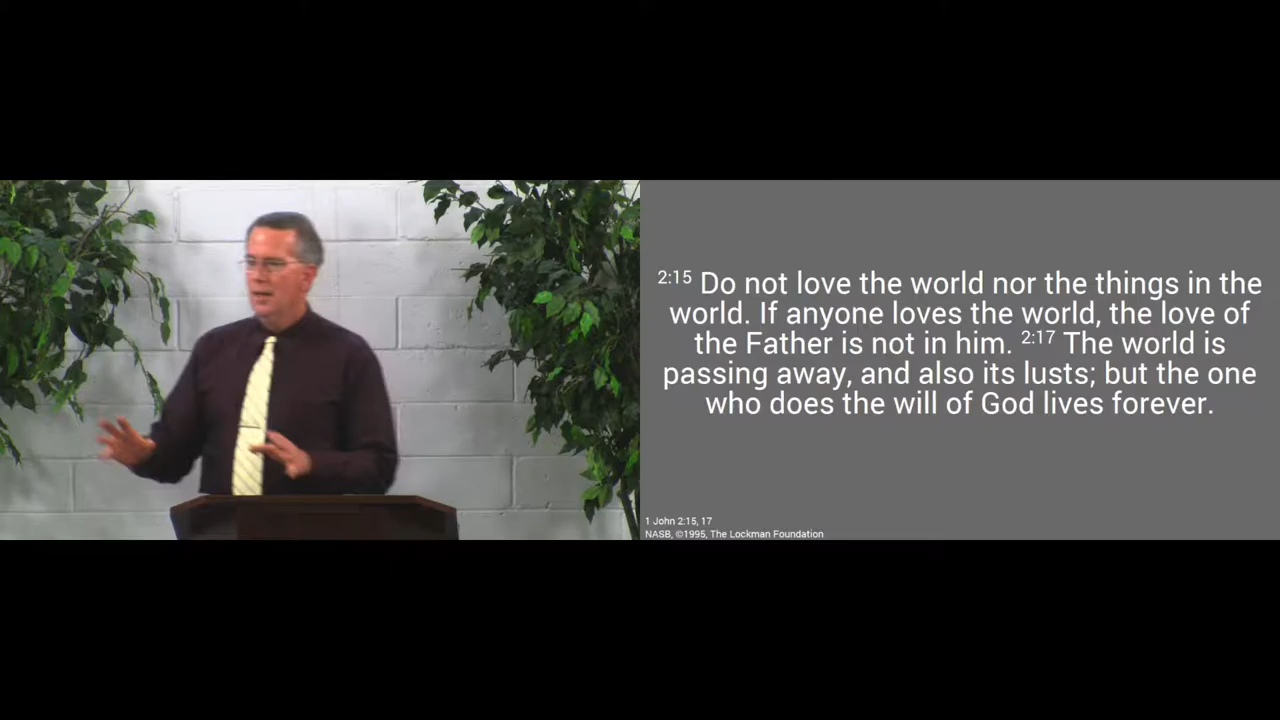 2:15 Do not love the world nor the things in the
world. If anyone loves the world, the love of
the Father is not in him. 2:17 The world is
passing away, and also its lusts; but the one
who does the will of God lives forever.
1 John 2:15, 17
NASB, ©1995, The Lockman Foundation